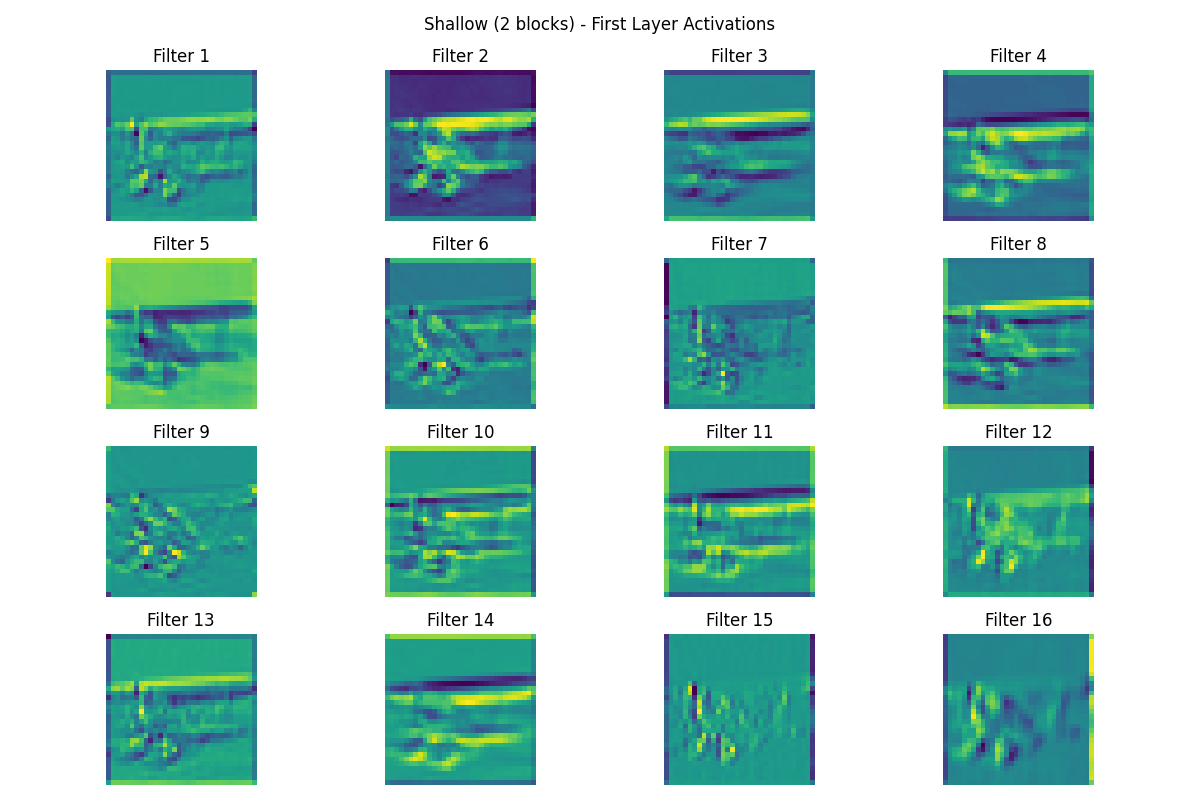 Shallow (2 blocks) - First Layer Activations
Filter 1
Filter 2
Filter 3
Filter 4
Filter 5
Filter 6
Filter 7
Filter 8
Filter 9
Filter 10
Filter 11
Filter 12
Filter 13
Filter 14
Filter 15
Filter 16